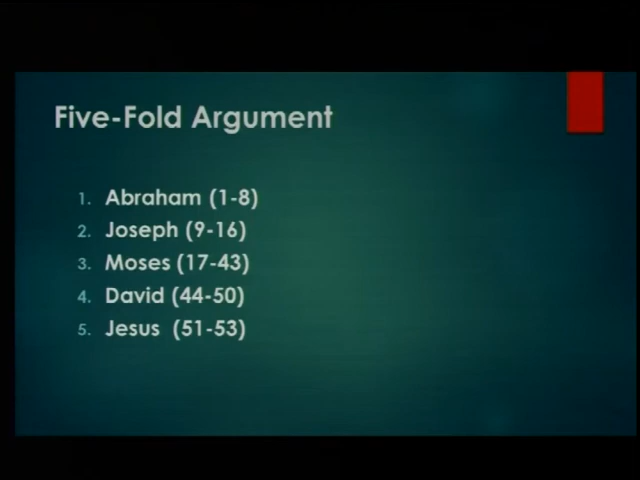 Five-Fold Argument
1. Abraham (1-8)
2. Joseph (9-16)
3. Moses (17-43)
4. David (44-50)
5. Jesus (51-53)